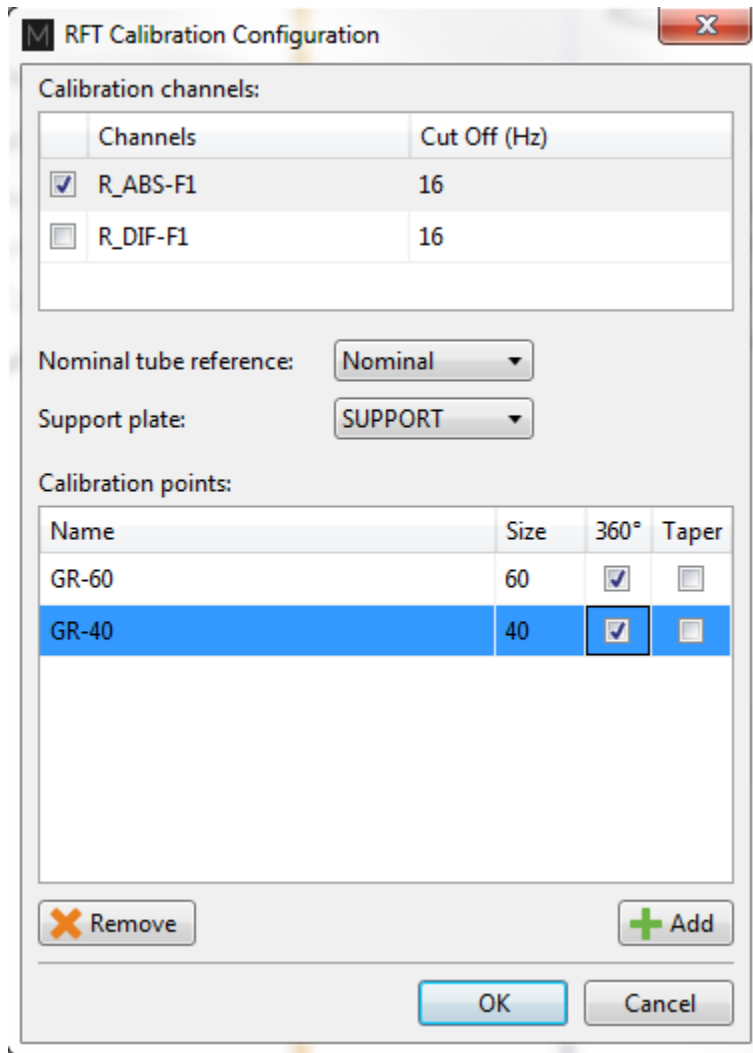 M RFT Calibration Configuration
Calibration channels:
Channels Cut Off (Hz)
R_ABS-F1 16
R_DIF-F1 16
Nominal tube reference: Nominal
Support plate: SUPPORT
Calibration points:
Name Size 360° Taper
GR-60 60
GR-40 40
Remove Add
OK Cancel